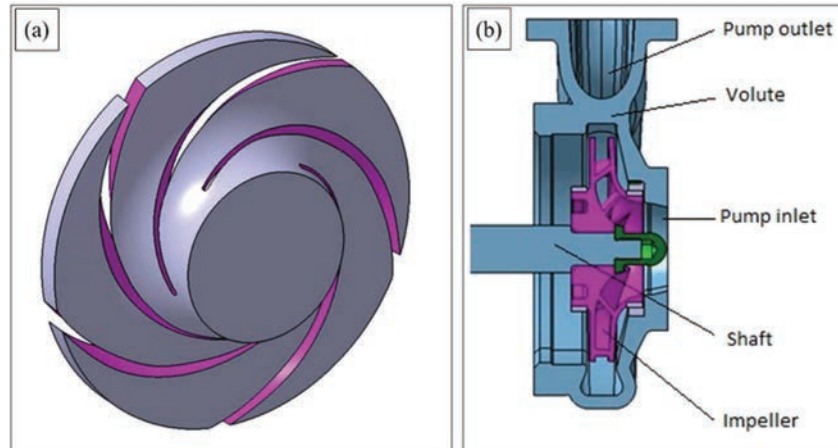 (a)
(b)
Pump outlet
Volute
Pump inlet
Shaft
Impeller